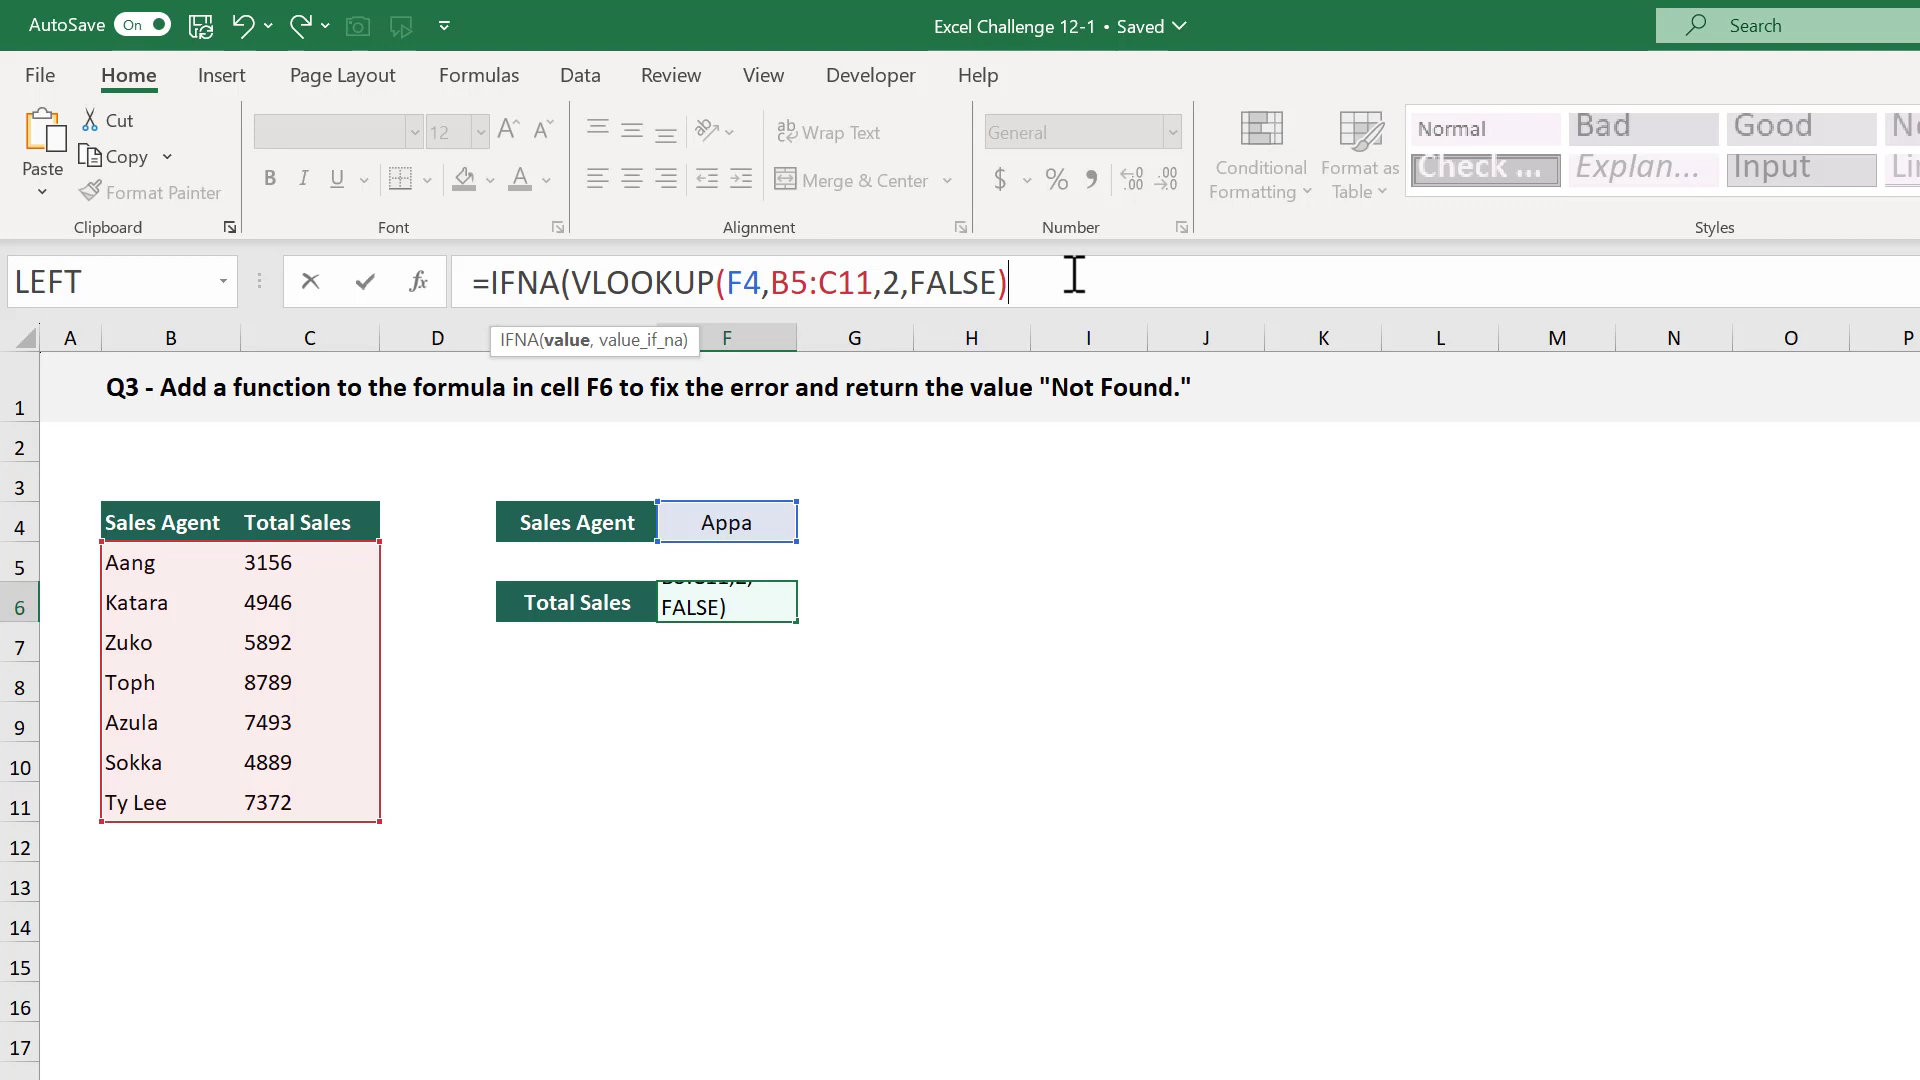 AutoSave On Excel Challenge 12-1 • Saved Search
File Home Insert Page Layout Formulas Data Review View Developer Help
Paste Cut Copy Format Painter
Clipboard
12
B I U A
Font
ab Wrap Text
Merge & Center
Alignment
General
$ % 9
Number
Conditional Formatting
Format as Table
Normal Bad Good
Check ... Explan... Input
Styles
LEFT fx =IFNA(VLOOKUP(F4,B5:C11,2,FALSE)
IFNA(value, value_if_na)
A B C D F G H I J K L M N O P
1 Q3 - Add a function to the formula in cell F6 to fix the error and return the value "Not Found."
2
3
4 Sales Agent Total Sales Sales Agent Appa
5 Aang 3156
6 Katara 4946 Total Sales FALSE)
7 Zuko 5892
8 Toph 8789
9 Azula 7493
10 Sokka 4889
11 Ty Lee 7372
12
13
14
15
16
17